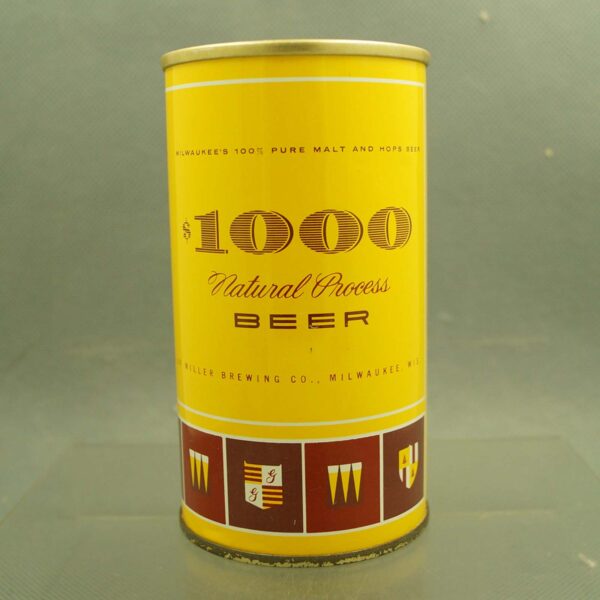 MILWAUKEE'S 100% PURE MALT AND HOPS BEER
$1000
Natural Process
BEER
MILLER BREWING CO., MILWAUKEE, WIS.
G
G